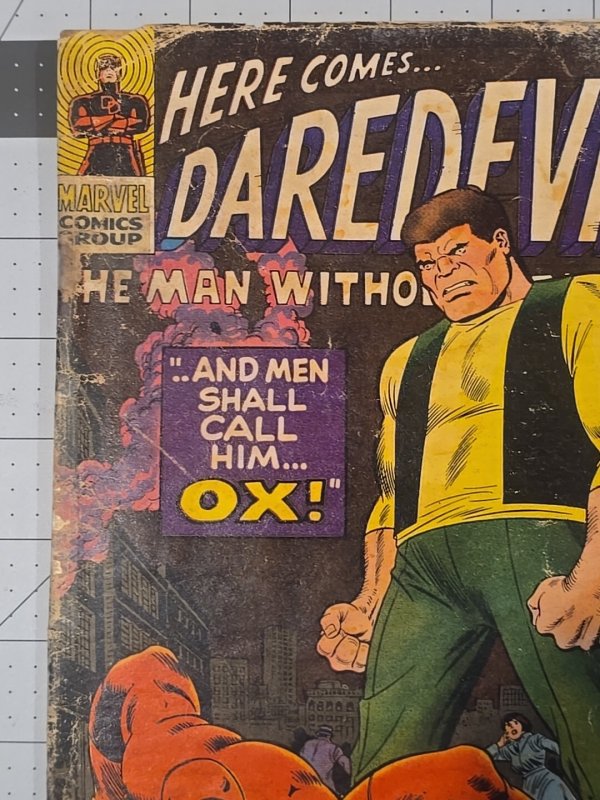 HERE COMES...
DAREDEV
MARVEL
COMICS
GROUP
HE MAN WITHO
"..AND MEN
SHALL
CALL
HIM...
OX!"